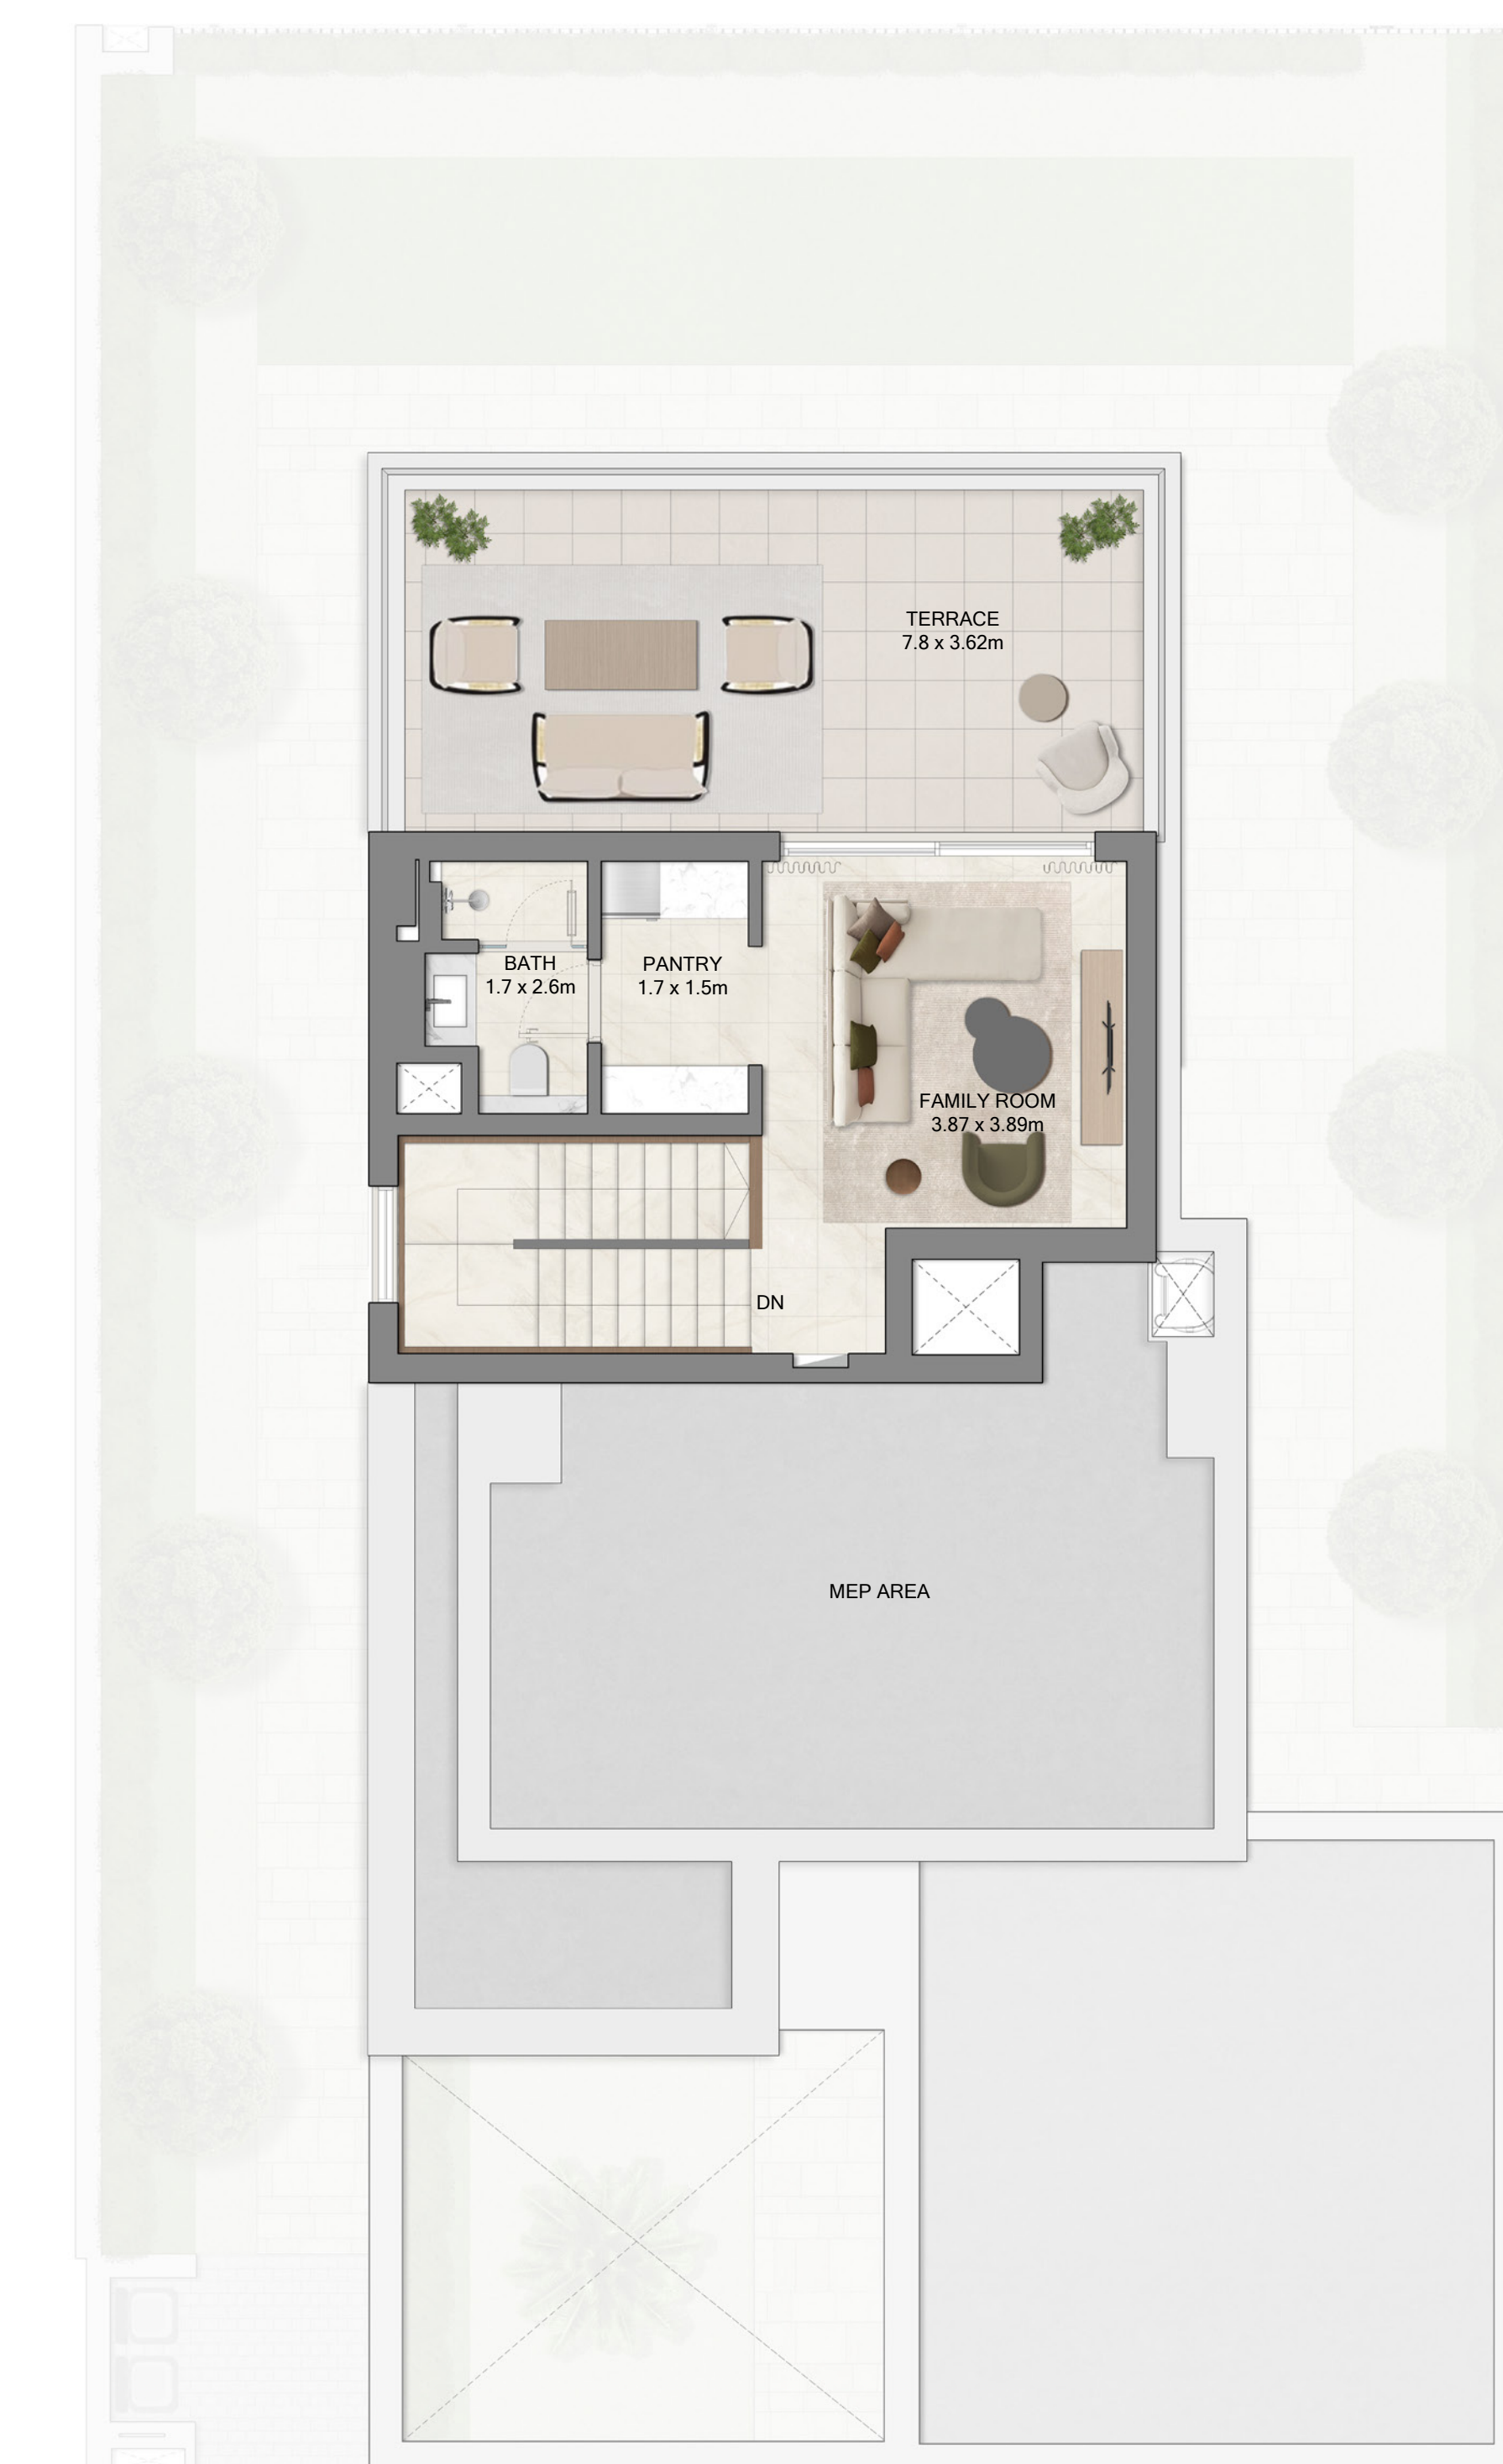 TERRACE
7.8 x 3.62m
BATH
1.7 x 2.6m
PANTRY
1.7 x 1.5m
FAMILY ROOM
3.87 x 3.89m
DN
MEP AREA